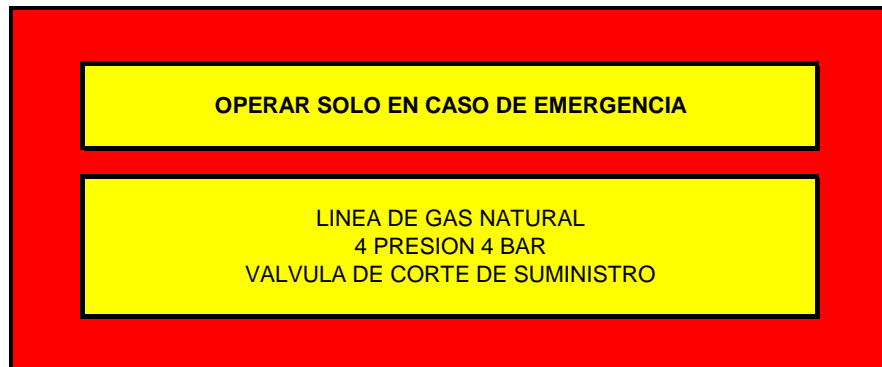 OPERAR SOLO EN CASO DE EMERGENCIA
LINEA DE GAS NATURAL
4 PRESION 4 BAR
VALVULA DE CORTE DE SUMINISTRO